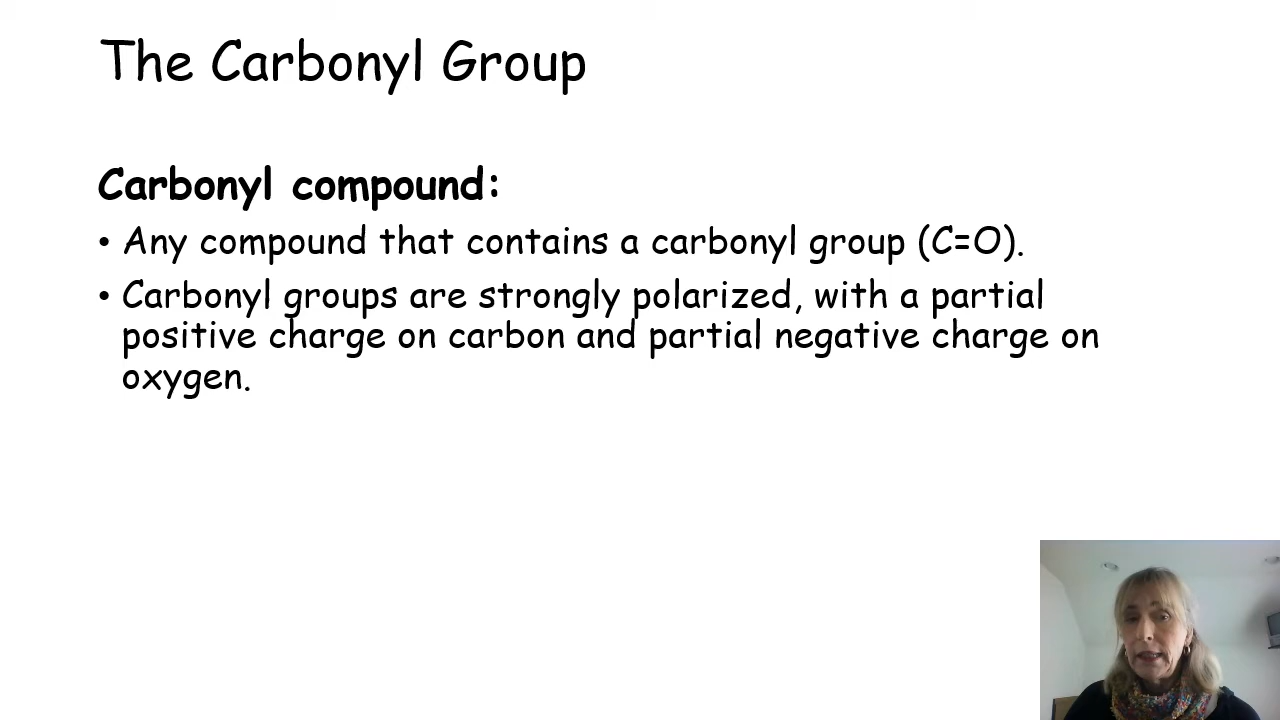 The Carbonyl Group
Carbonyl compound:
• Any compound that contains a carbonyl group (C=O).
• Carbonyl groups are strongly polarized, with a partial
positive charge on carbon and partial negative charge on
oxygen.